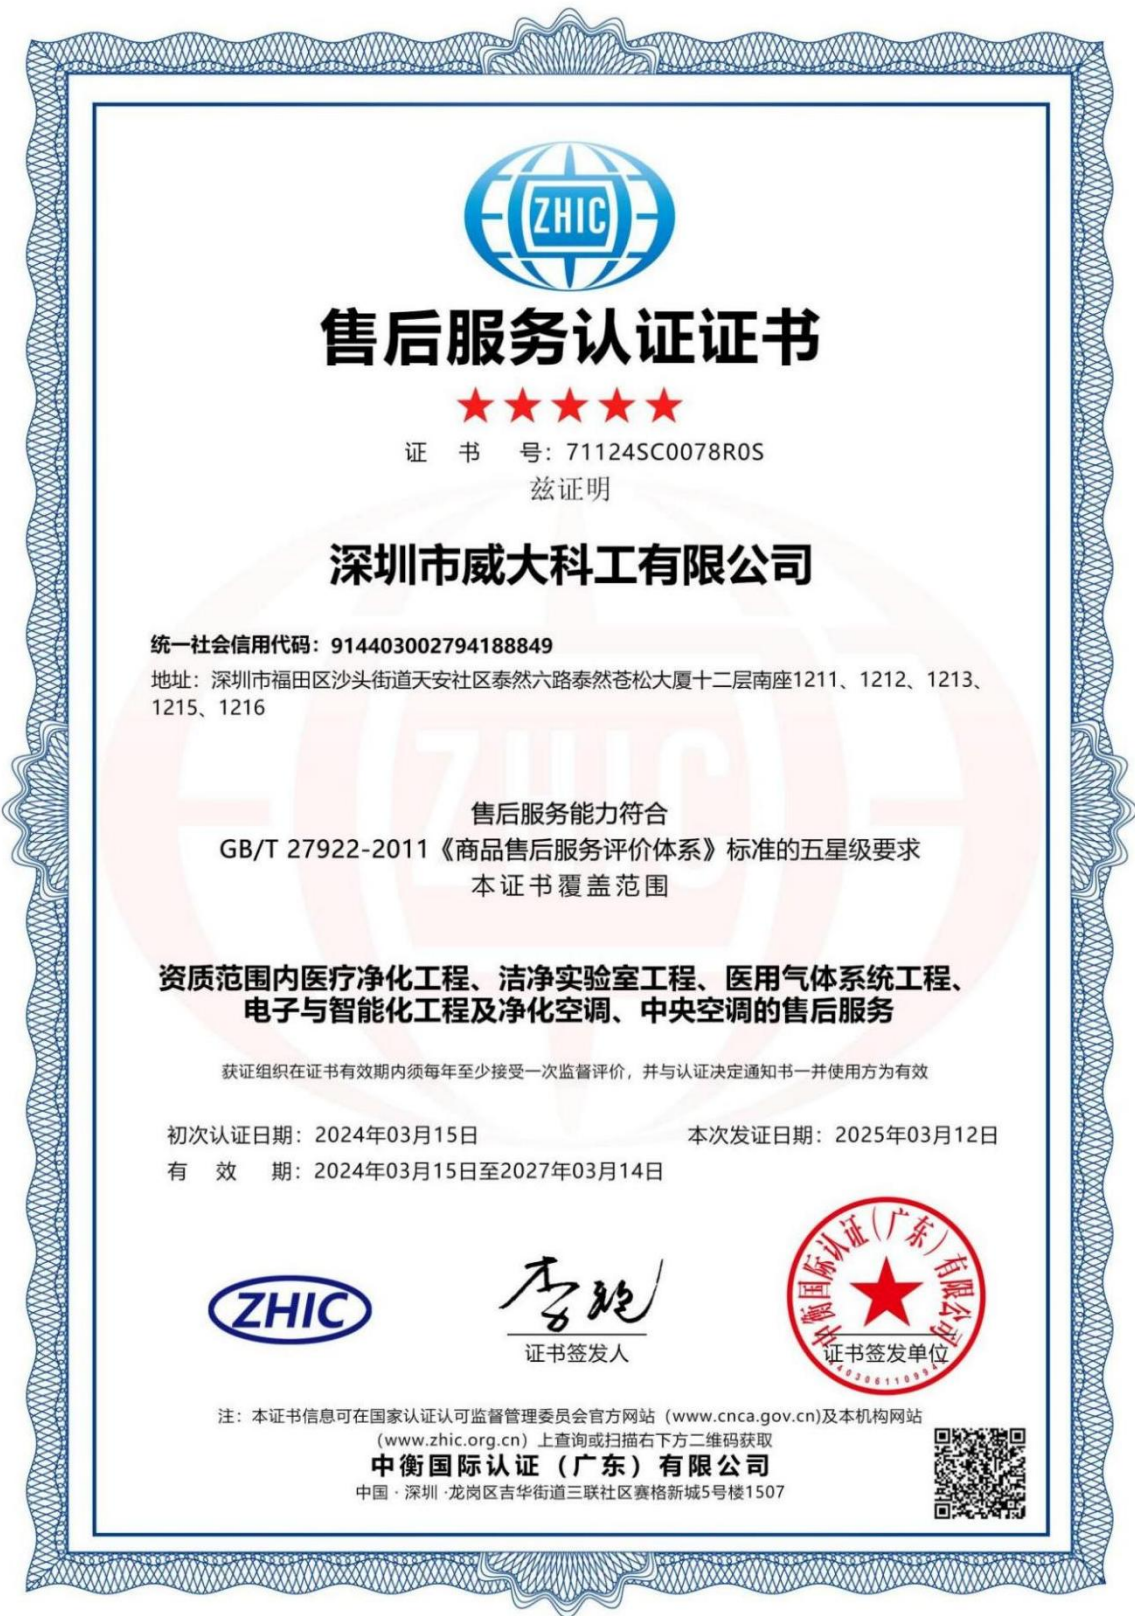 ZHIC
售后服务认证证书
证 书 号：71124SC0078R0S
兹证明
深圳市威大科工有限公司
统一社会信用代码：914403002794188849
地址：深圳市福田区沙头街道天安社区泰然六路泰然苍松大厦十二层南座1211、1212、1213、
1215、1216
ZHIC
售后服务能力符合
GB/T 27922-2011《商品售后服务评价体系》标准的五星级要求
本证书覆盖范围
资质范围内医疗净化工程、洁净实验室工程、医用气体系统工程、
电子与智能化工程及净化空调、中央空调的售后服务
获证组织在证书有效期内须每年至少接受一次监督评价，并与认证决定通知书一并使用方为有效
初次认证日期：2024年03月15日
本次发证日期：2025年03月12日
有 效 期：2024年03月15日至2027年03月14日
ZHIC
证书签发人
中衡国际认证（广东）有限公司
证书签发单位
注：本证书信息可在国家认证认可监督管理委员会官方网站（www.cnca.gov.cn)及本机构网站
（www.zhic.org.cn）上查询或扫描右下方二维码获取
中衡国际认证（广东）有限公司
中国 · 深圳 ·龙岗区吉华街道三联社区赛格新城5号楼1507